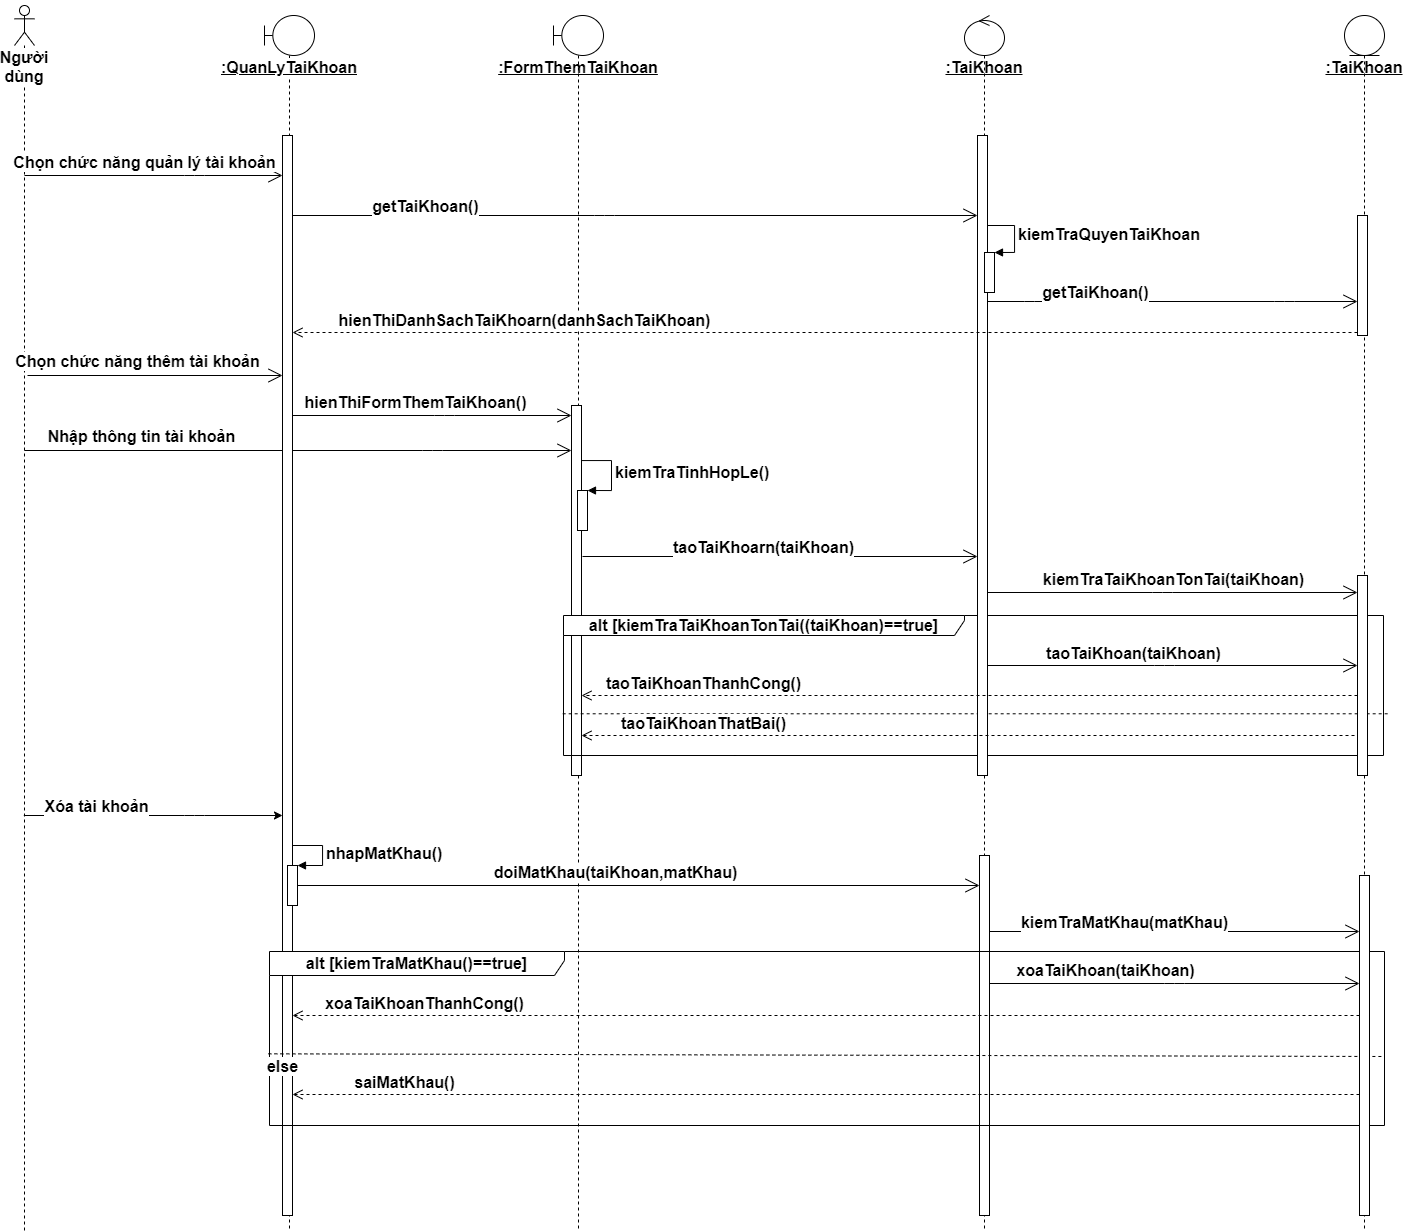 Người
dùng
:QuanLyTaiKhoan
:FormThemTaiKhoan
:TaiKhoan
:TaiKhoan
Chọn chức năng quản lý tài khoản
getTaiKhoan()
kiemTraQuyenTaiKhoan
getTaiKhoan()
hienThiDanhSachTaiKhoarn(danhSachTaiKhoan)
Chọn chức năng thêm tài khoản
hienThiFormThemTaiKhoan()
Nhập thông tin tài khoản
kiemTraTinhHopLe()
taoTaiKhoarn(taiKhoan)
kiemTraTaiKhoanTonTai(taiKhoan)
alt [kiemTraTaiKhoanTonTai((taiKhoan)==true]
taoTaiKhoan(taiKhoan)
taoTaiKhoanThanhCong()
taoTaiKhoanThatBai()
Xóa tài khoản
nhapMatKhau()
doiMatKhau(taiKhoan,matKhau)
kiemTraMatKhau(matKhau)
alt [kiemTraMatKhau()==true]
xoaTaiKhoan(taiKhoan)
xoaTaiKhoanThanhCong()
else
saiMatKhau()